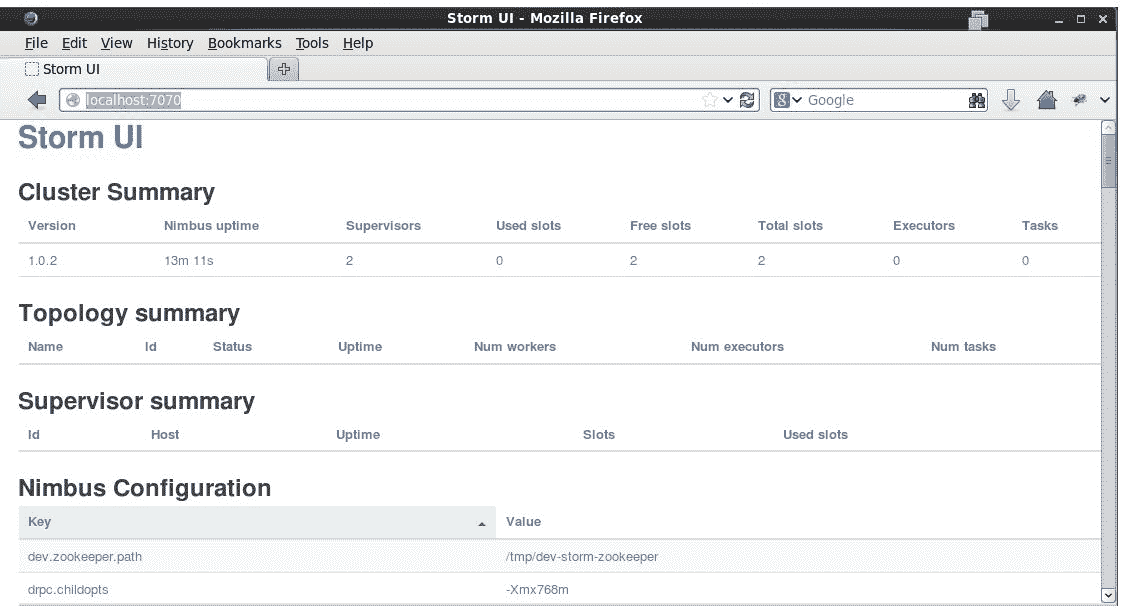 Storm UI - Mozilla Firefox
File Edit View History Bookmarks Tools Help
Storm UI
localhost:7070
Google
Storm UI
Cluster Summary
Version Nimbus uptime Supervisors Used slots Free slots Total slots Executors Tasks
1.0.2 13m 11s 2 0 2 2 0 0
Topology summary
Name Id Status Uptime Num workers Num executors Num tasks
Supervisor summary
Id Host Uptime Slots Used slots
Nimbus Configuration
Key Value
dev.zookeeper.path /tmp/dev-storm-zookeeper
drpc.childopts -Xmx768m